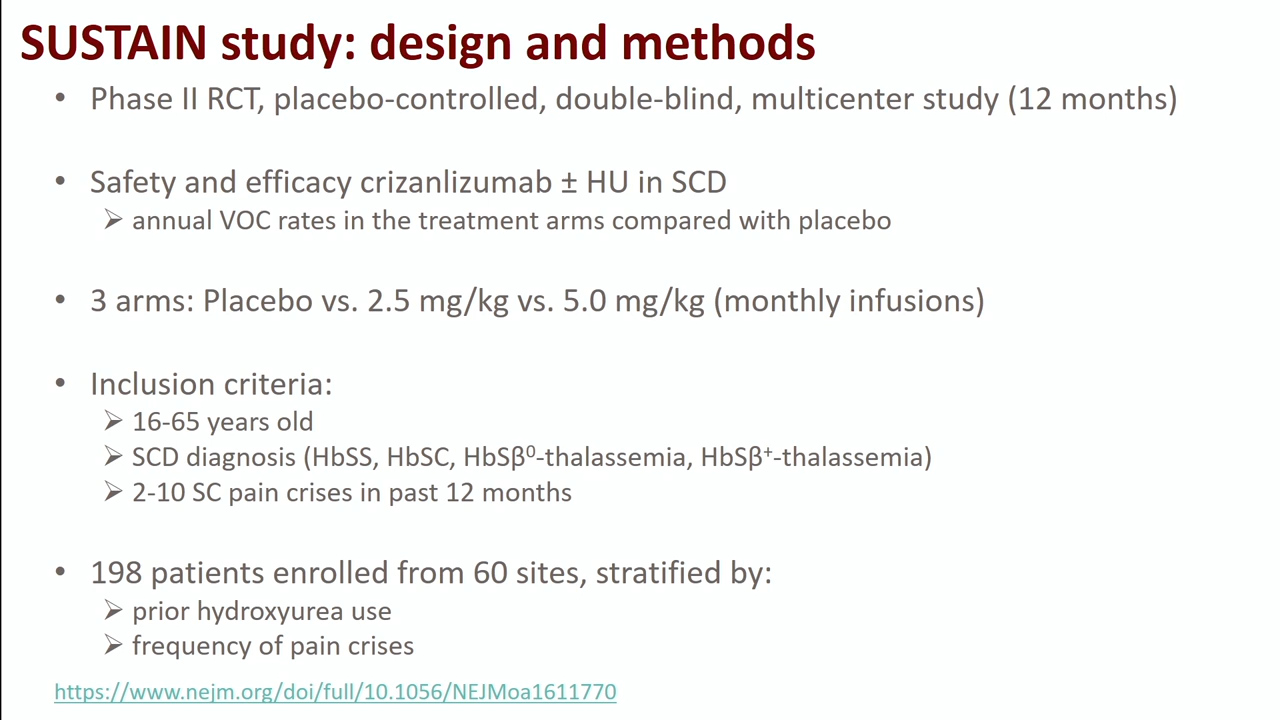 SUSTAIN study: design and methods
• Phase II RCT, placebo-controlled, double-blind, multicenter study (12 months)
• Safety and efficacy crizanlizumab ± HU in SCD
➢ annual VOC rates in the treatment arms compared with placebo
• 3 arms: Placebo vs. 2.5 mg/kg vs. 5.0 mg/kg (monthly infusions)
• Inclusion criteria:
➢ 16-65 years old
➢ SCD diagnosis (HbSS, HbSC, HbSβ⁰-thalassemia, HbSβ⁺-thalassemia)
➢ 2-10 SC pain crises in past 12 months
• 198 patients enrolled from 60 sites, stratified by:
➢ prior hydroxyurea use
➢ frequency of pain crises
https://www.nejm.org/doi/full/10.1056/NEJMoa1611770